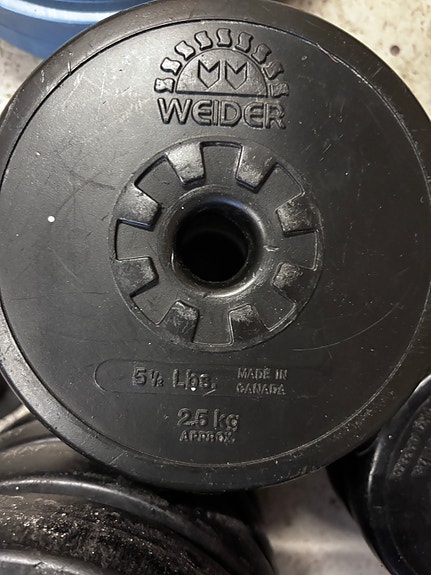 WEIDER
5½ Lbs. MADE IN
CANADA
2.5 kg
APPROX.